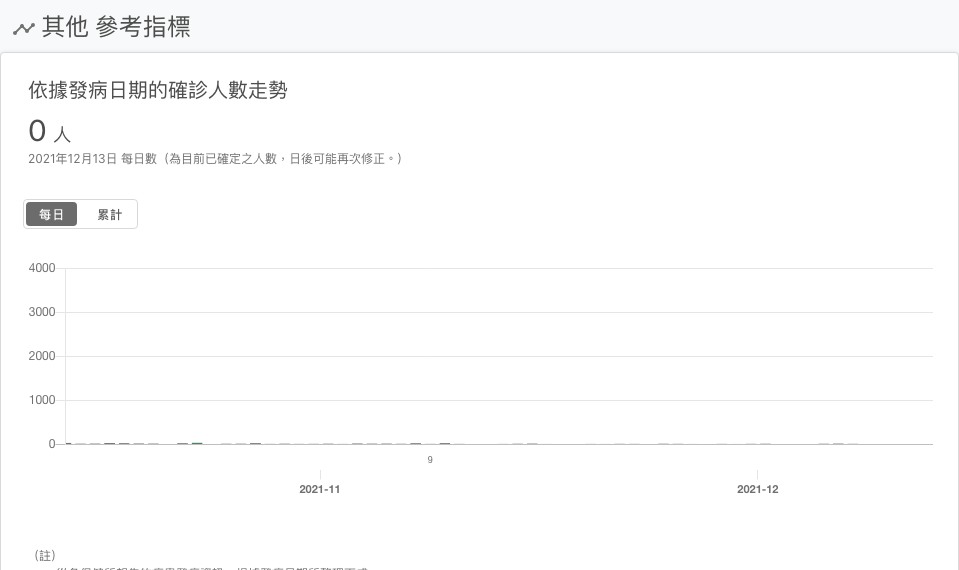 其他 參考指標
依據發病日期的確診人數走勢
0 人
2021年12月13日 每日數（為目前已確定之人數，日後可能再次修正。）
每日 累計
4000
3000
2000
1000
0
9
2021-11 2021-12
（註）